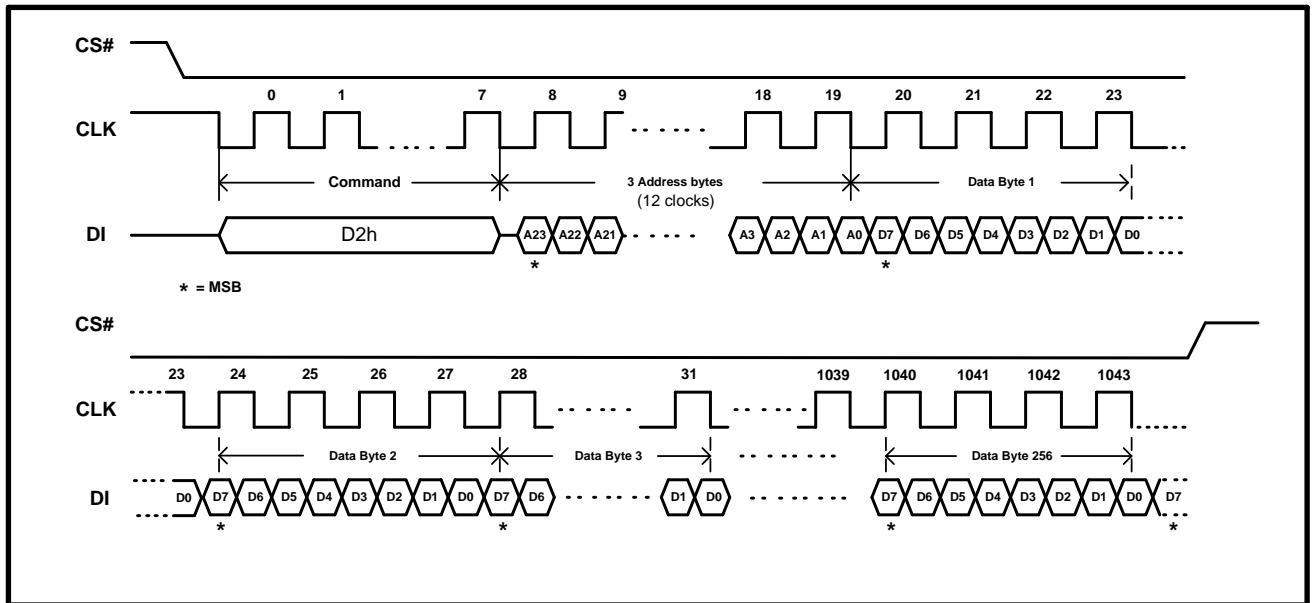 CS#
0 1 7 8 9 18 19 20 21 22 23
CLK
Command 3 Address bytes Data Byte 1
(12 clocks)
DI D2h A23 A22 A21 A3 A2 A1 A0 D7 D6 D5 D4 D3 D2 D1 D0
* *
* = MSB
CS#
23 24 25 26 27 28 31 1039 1040 1041 1042 1043
CLK
Data Byte 2 Data Byte 3 Data Byte 256
DI D0 D7 D6 D5 D4 D3 D2 D1 D0 D7 D6 D1 D0 D7 D6 D5 D4 D3 D2 D1 D0 D7
* * * *